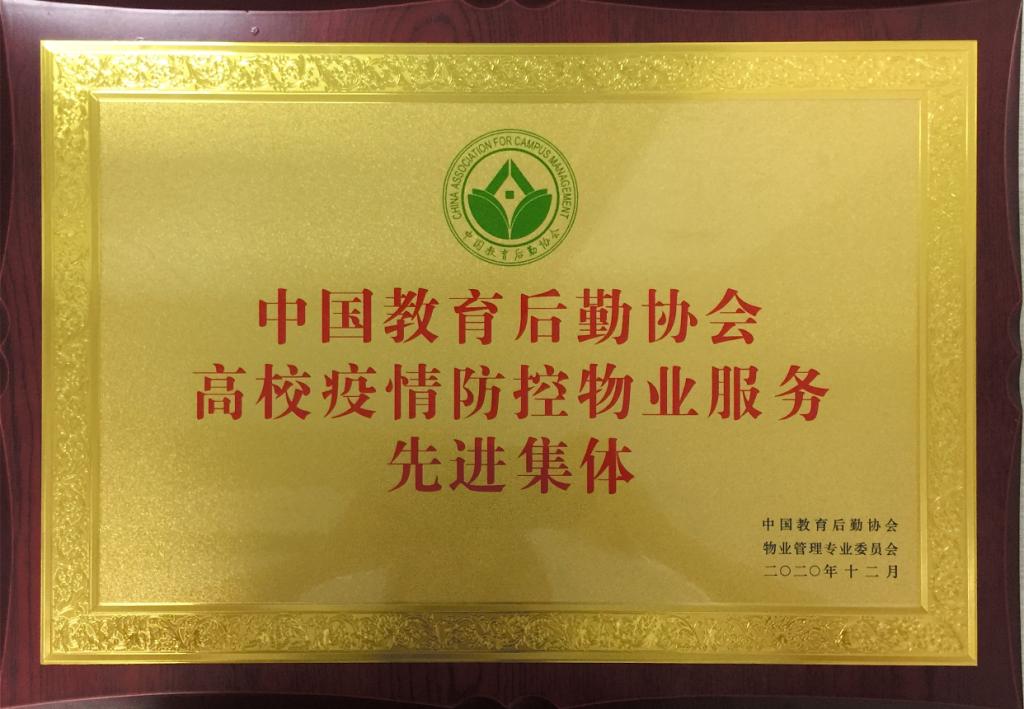 CHINA ASSOCIATION FOR CAMPUS MANAGEMENT
中国教育后勤协会
中国教育后勤协会
高校疫情防控物业服务
先进集体
中国教育后勤协会
物业管理专业委员会
二〇二〇年十二月